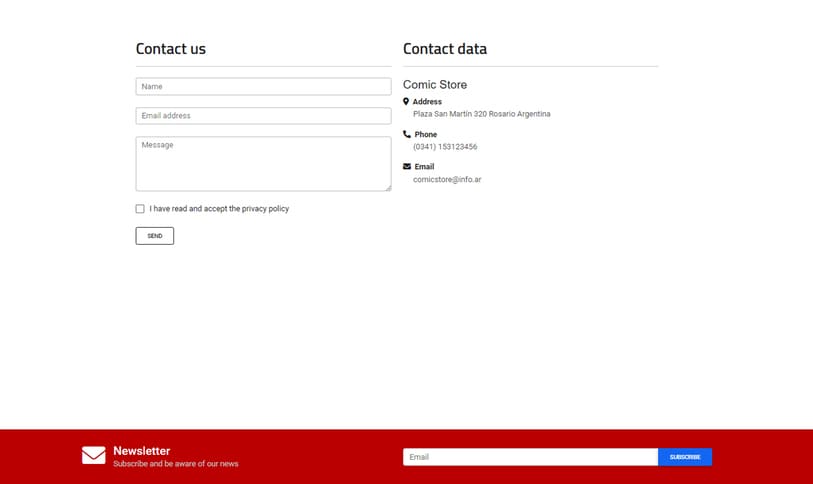 Contact us
Name
Email address
Message
I have read and accept the privacy policy
SEND
Contact data
Comic Store
Address
Plaza San Martín 320 Rosario Argentina
Phone
(0341) 153123456
Email
comicstore@info.ar
Newsletter
Subscribe and be aware of our news
Email
SUBSCRIBE